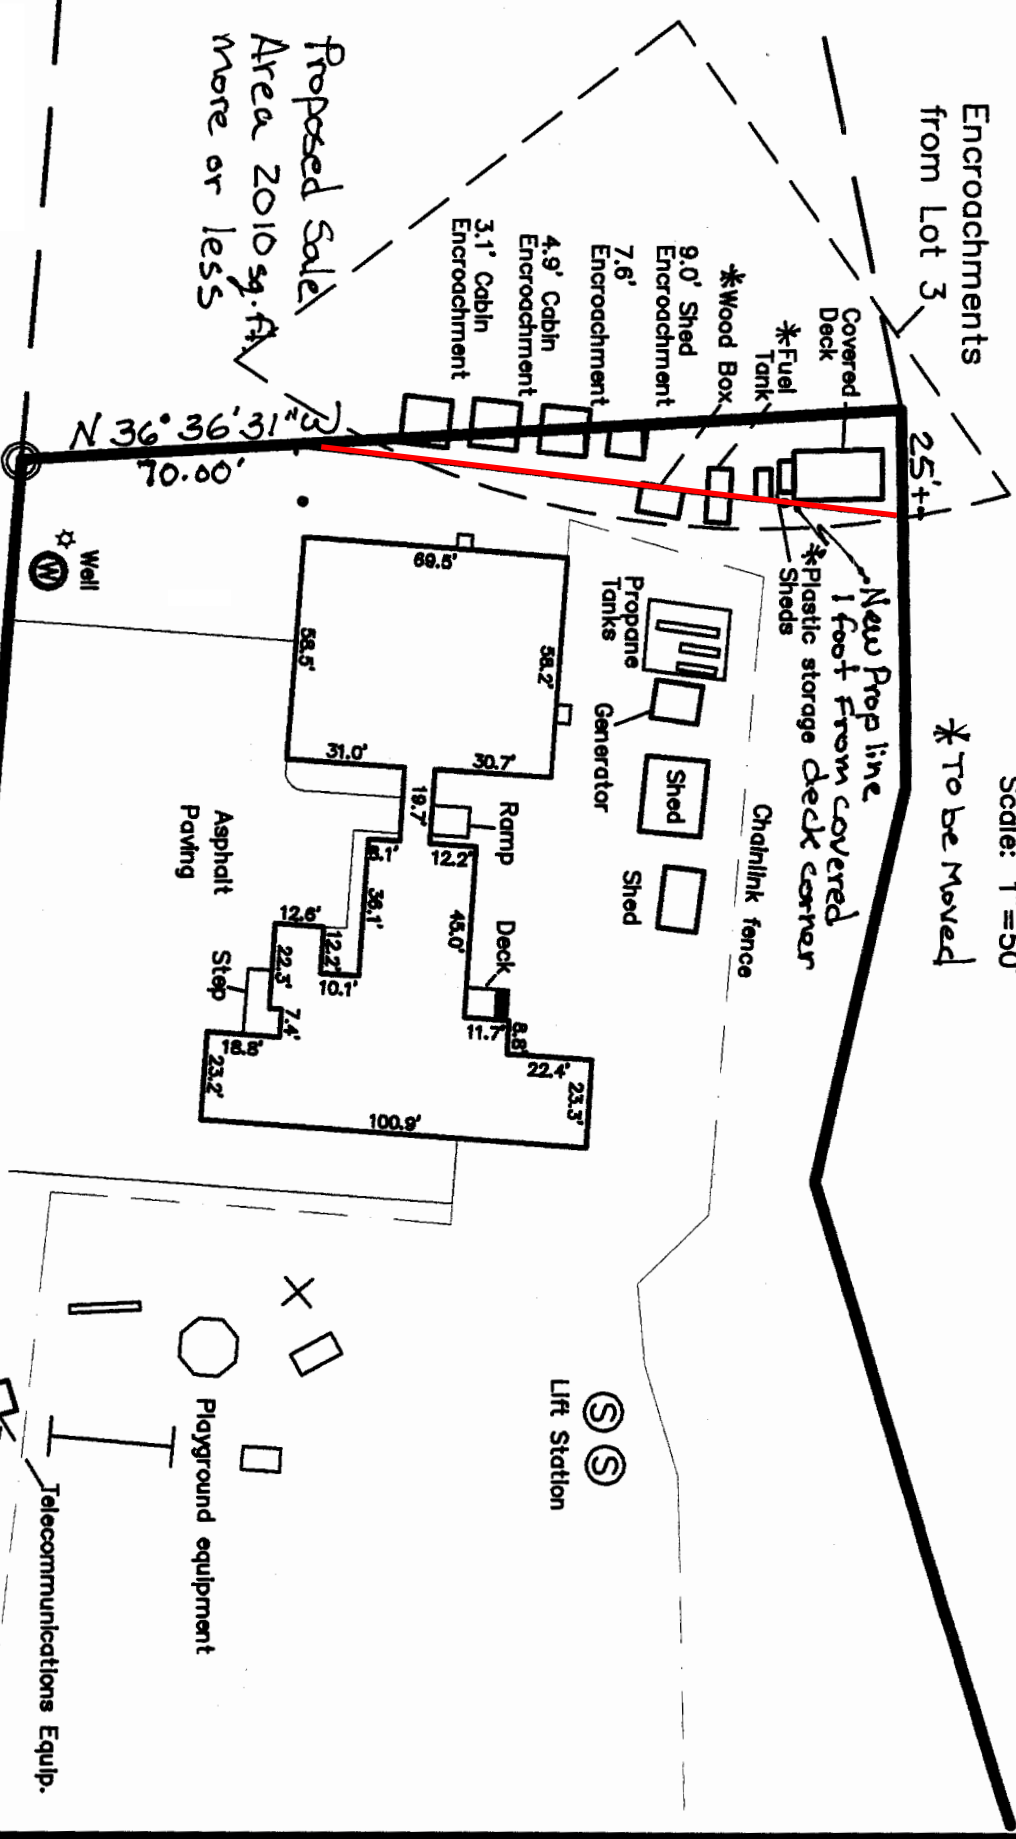 Encroachments
from Lot 3
Scale: 1"=50'
Proposed Sale
Area 2010 sq. ft.
more or less
3.1' Cabin
Encroachment
4.9' Cabin
Encroachment
7.6'
Encroachment
9.0' Shed
Encroachment
*Wood Box
*Fuel
Tank
Covered
Deck
25'+-
N 36° 36' 31" W
70.00'
*To be Moved
New Prop line
1 foot From covered
deck corner
*Plastic storage
Sheds
Well
W
69.5'
58.5'
58.2'
31.0'
30.7'
19.7'
Propane
Tanks
Generator
Shed
Shed
Chainlink fence
Ramp
12.2'
36.1'
45.0'
Deck
Asphalt
Paving
12.6'
12.2'
10.1'
22.3'
7.4'
Step
18.8'
23.2'
11.7'
8.8'
22.4'
23.3'
100.9'
S S
Lift Station
Playground equipment
Telecommunications Equip.